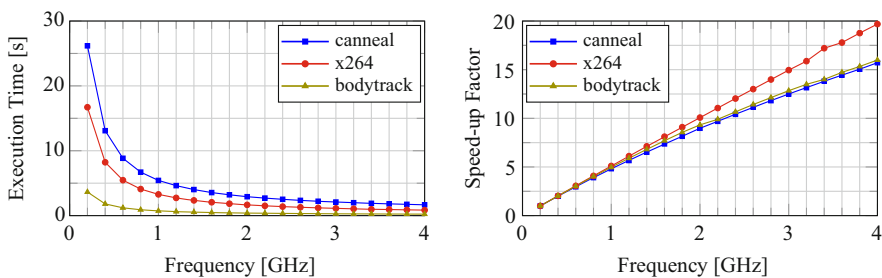 Execution Time [s]
30
20
10
0
0
1
2
3
4
Frequency [GHz]
canneal
x264
bodytrack
Speed-up Factor
20
15
10
5
0
0
1
2
3
4
Frequency [GHz]
canneal
x264
bodytrack